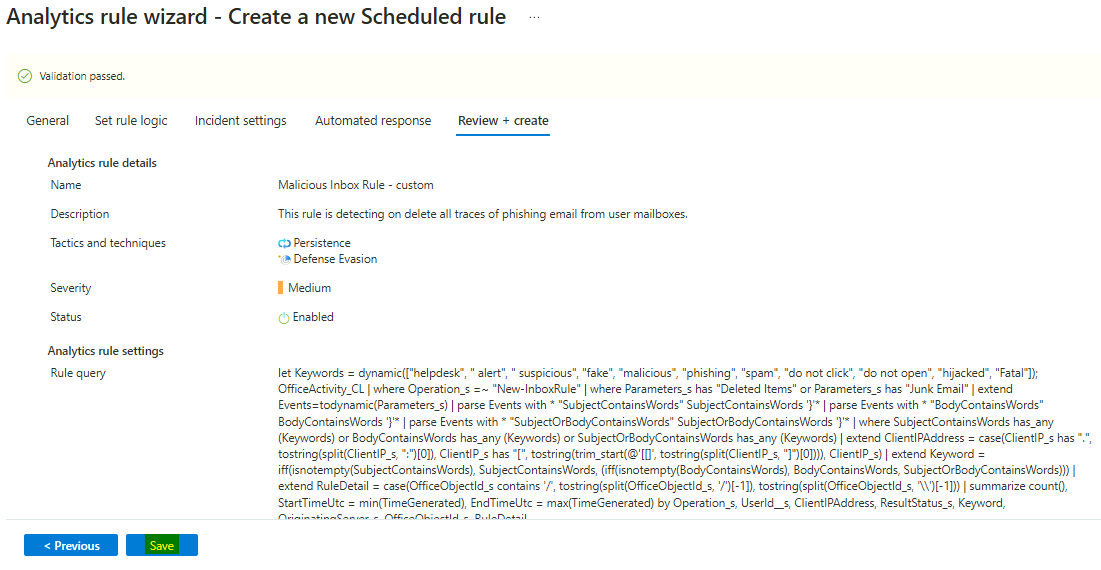 Analytics rule wizard - Create a new Scheduled rule ...
Validation passed.
General Set rule logic Incident settings Automated response Review + create
Analytics rule details
Name Malicious Inbox Rule - custom
Description This rule is detecting on delete all traces of phishing email from user mailboxes.
Tactics and techniques Persistence
Defense Evasion
Severity Medium
Status Enabled
Analytics rule settings
Rule query let Keywords = dynamic(["helpdesk", " alert", " suspicious", "fake", "malicious", "phishing", "spam", "do not click", "do not open", "hijacked", "Fatal"]);
OfficeActivity_CL | where Operation_s =~ "New-InboxRule" | where Parameters_s has "Deleted Items" or Parameters_s has "Junk Email" | extend
Events=todynamic(Parameters_s) | parse Events with * "SubjectContainsWords" SubjectContainsWords '}'* | parse Events with * "BodyContainsWords"
BodyContainsWords '}'* | parse Events with * "SubjectOrBodyContainsWords" SubjectOrBodyContainsWords '}'* | where SubjectContainsWords has_any
(Keywords) or BodyContainsWords has_any (Keywords) or SubjectOrBodyContainsWords has_any (Keywords) | extend ClientIPAddress = case(ClientIP_s has ".",
tostring(split(ClientIP_s, ":")[0]), ClientIP_s has "[", tostring(trim_start(@'[[]', tostring(split(ClientIP_s, "]")[0]))), ClientIP_s) | extend Keyword =
iff(isnotempty(SubjectContainsWords), SubjectContainsWords, (iff(isnotempty(BodyContainsWords), BodyContainsWords, SubjectOrBodyContainsWords))) |
extend RuleDetail = case(OfficeObjectId_s contains '/', tostring(split(OfficeObjectId_s, '/')[-1]), tostring(split(OfficeObjectId_s, '\\')[-1])) | summarize count(),
StartTimeUtc = min(TimeGenerated), EndTimeUtc = max(TimeGenerated) by Operation_s, UserId__s, ClientIPAddress, ResultStatus_s, Keyword,
OriginatingServer_s, OfficeObjectId_s, RuleDetail
< Previous Save